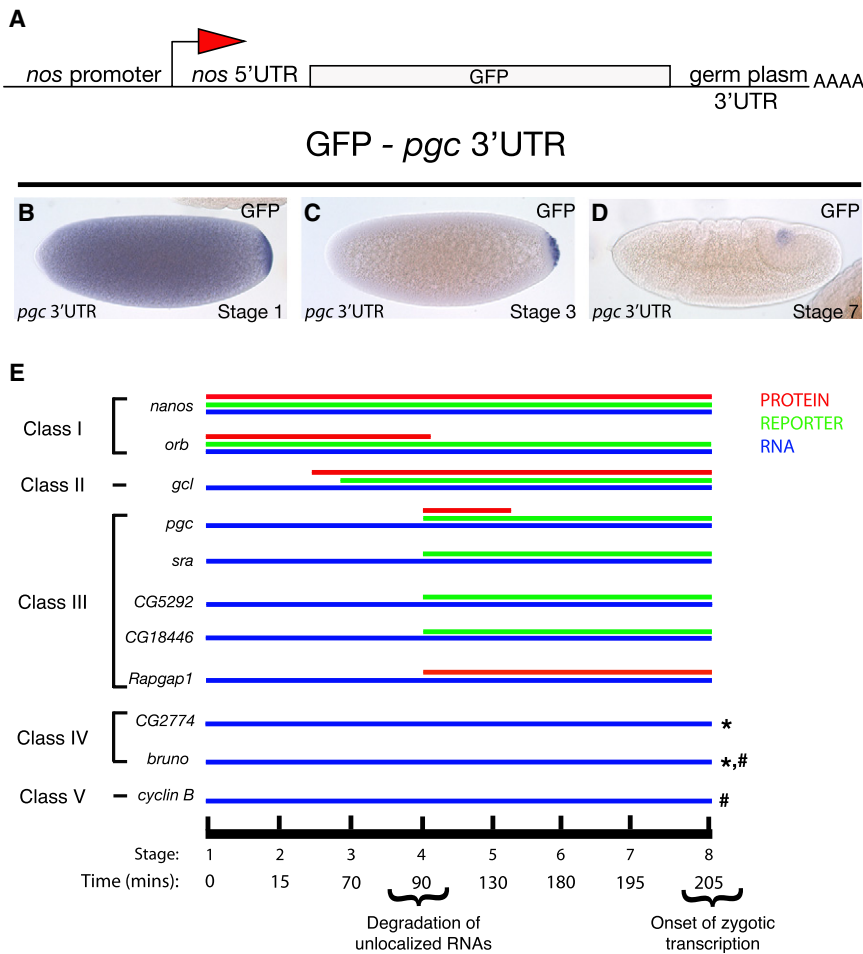 A
nos promoter
nos 5’UTR
GFP
germ plasm
3’UTR
AAAA
GFP - pgc 3’UTR
B
GFP
pgc 3’UTR
Stage 1
C
GFP
pgc 3’UTR
Stage 3
D
GFP
pgc 3’UTR
Stage 7
E
PROTEIN
REPORTER
RNA
Class I
nanos
orb
Class II
gcl
Class III
pgc
sra
CG5292
CG18446
Rapgap1
Class IV
CG2774
*
bruno
*,#
Class V
cyclin B
#
Stage: 1 2 3 4 5 6 7 8
Time (mins): 0 15 70 90 130 180 195 205
Degradation of
unlocalized RNAs
Onset of zygotic
transcription